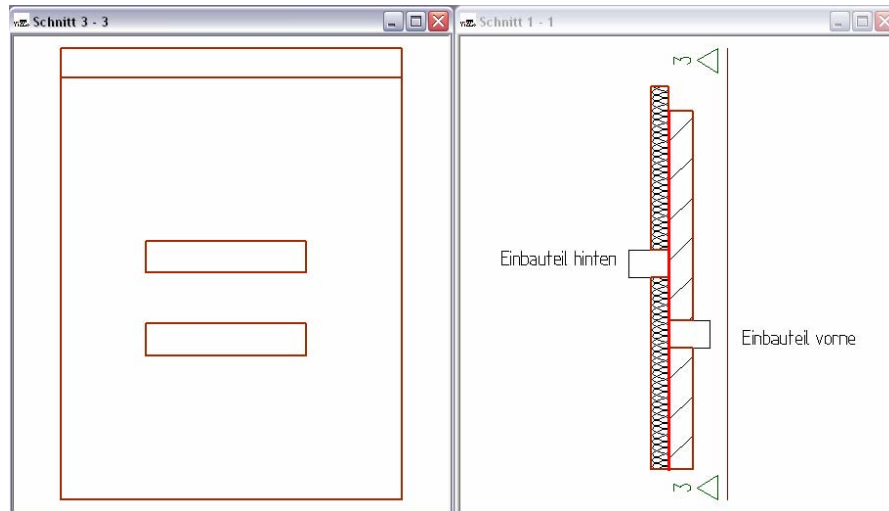 Schnitt 3 - 3
Schnitt 1 - 1
3
Einbauteil hinten
Einbauteil vorne
3